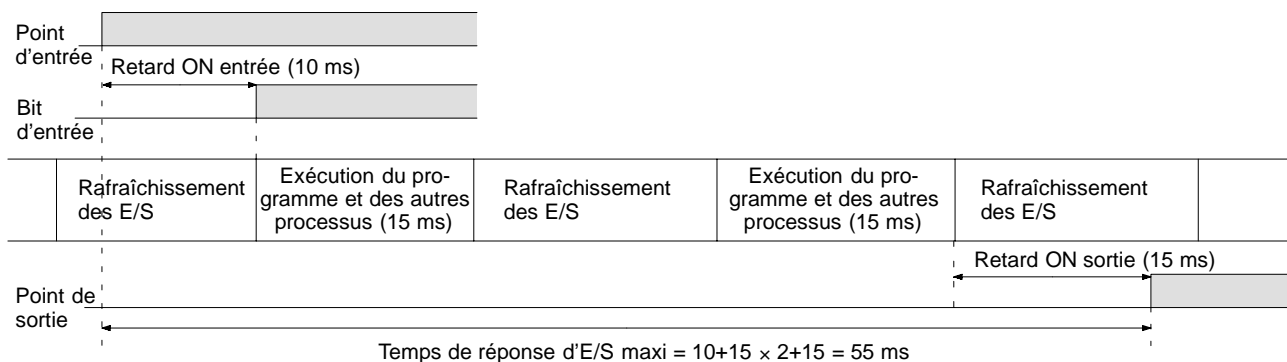 Point
d'entrée
Retard ON entrée (10 ms)
Bit
d'entrée
Rafraîchissement
des E/S
Exécution du pro-
gramme et des autres
processus (15 ms)
Rafraîchissement
des E/S
Exécution du pro-
gramme et des autres
processus (15 ms)
Rafraîchissement
des E/S
Retard ON sortie (15 ms)
Point de
sortie
Temps de réponse d'E/S maxi = 10+15 × 2+15 = 55 ms